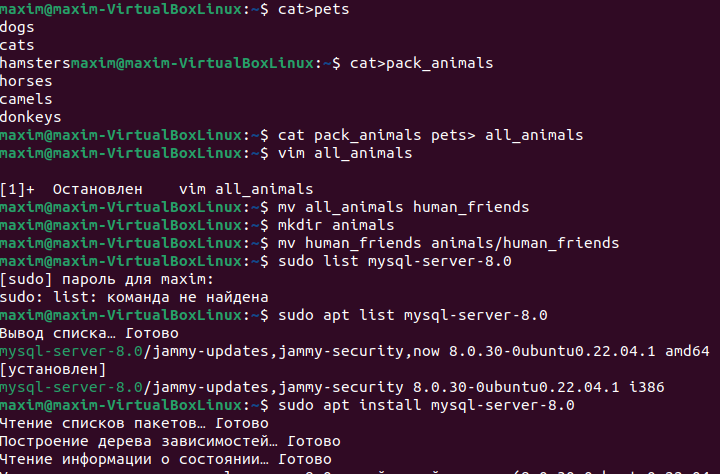 maxim@maxim-VirtualBoxLinux:~$ cat>pets
dogs
cats
hamstersmaxim@maxim-VirtualBoxLinux:~$ cat>pack_animals
horses
camels
donkeys
maxim@maxim-VirtualBoxLinux:~$ cat pack_animals pets> all_animals
maxim@maxim-VirtualBoxLinux:~$ vim all_animals
[1]+  Остановлен    vim all_animals
maxim@maxim-VirtualBoxLinux:~$ mv all_animals human_friends
maxim@maxim-VirtualBoxLinux:~$ mkdir animals
maxim@maxim-VirtualBoxLinux:~$ mv human_friends animals/human_friends
maxim@maxim-VirtualBoxLinux:~$ sudo list mysql-server-8.0
[sudo] пароль для maxim:
sudo: list: команда не найдена
maxim@maxim-VirtualBoxLinux:~$ sudo apt list mysql-server-8.0
Вывод списка… Готово
mysql-server-8.0/jammy-updates,jammy-security,now 8.0.30-0ubuntu0.22.04.1 amd64
[установлен]
mysql-server-8.0/jammy-updates,jammy-security 8.0.30-0ubuntu0.22.04.1 i386
maxim@maxim-VirtualBoxLinux:~$ sudo apt install mysql-server-8.0
Чтение списков пакетов… Готово
Построение дерева зависимостей… Готово
Чтение информации о состоянии… Готово